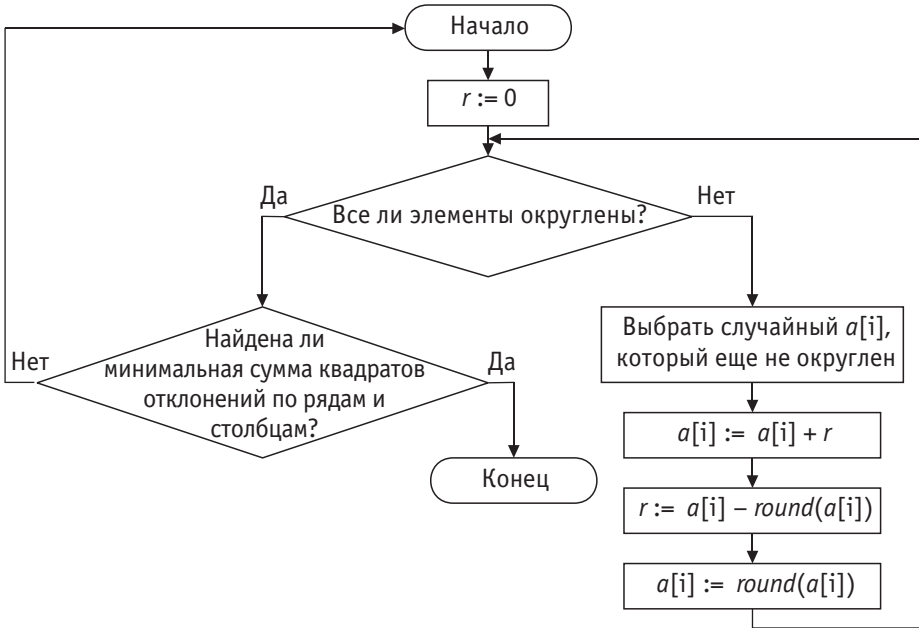 Начало
r := 0
Да
Нет
Все ли элементы округлены?
Нет
Найдена ли
минимальная сумма квадратов
отклонений по рядам и
столбцам?
Да
Конец
Выбрать случайный a[i],
который еще не округлен
a[i] := a[i] + r
r := a[i] – round(a[i])
a[i] := round(a[i])